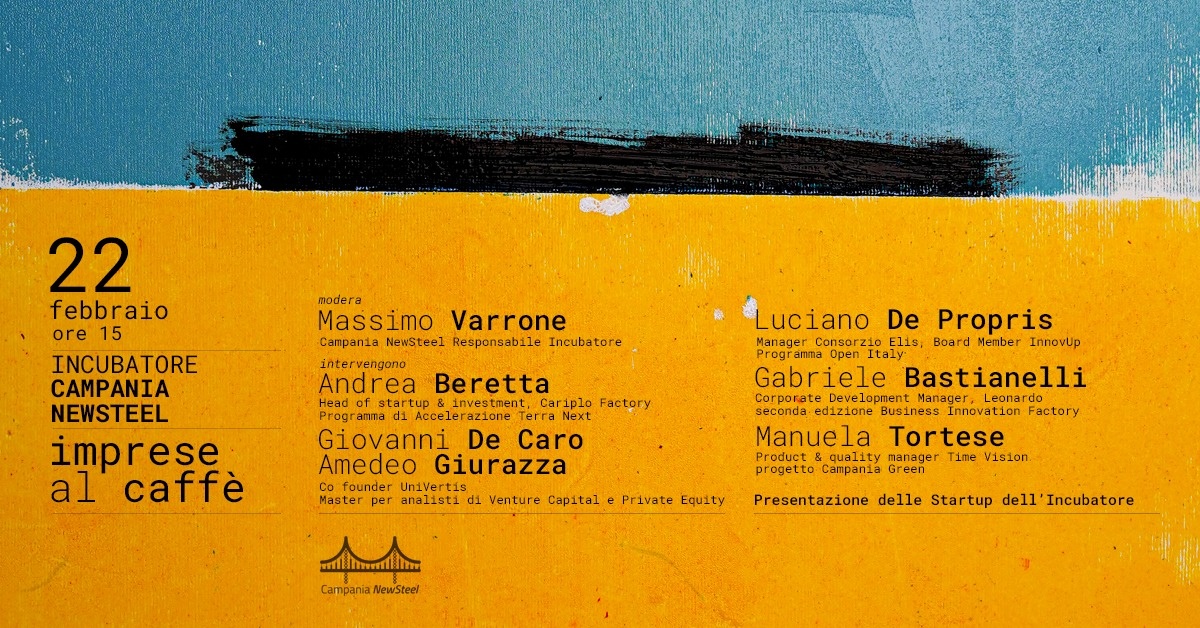 22
febbraio
ore 15
INCUBATORE
CAMPANIA
NEWSTEEL
imprese
al caffè
modera
Massimo Varrone
Campania NewSteel Responsabile Incubatore
intervengono
Andrea Beretta
Head of startup & investment, Cariplo Factory
Programma di Accelerazione Terra Next
Giovanni De Caro
Amedeo Giurazza
Co founder UniVertis
Master per analisti di Venture Capital e Private Equity
Luciano De Propris
Manager Consorzio Elis, Board Member InnovUp
Programma Open Italy
Gabriele Bastianelli
Corporate Development Manager, Leonardo
seconda edizione Business Innovation Factory
Manuela Tortese
Product & quality manager Time Vision
progetto Campania Green
Presentazione delle Startup dell’Incubatore
Campania NewSteel